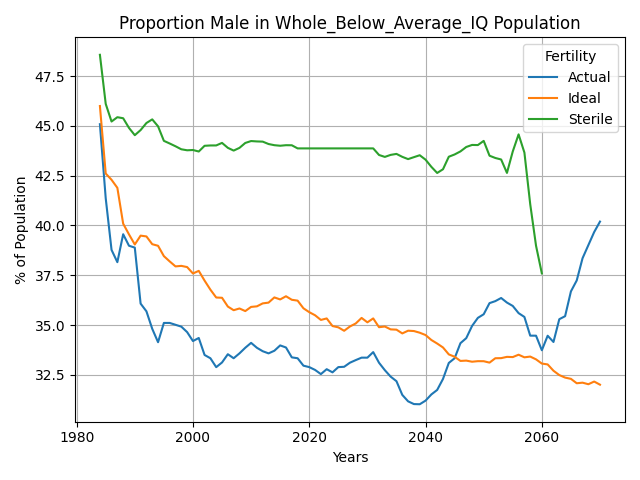 Proportion Male in Whole_Below_Average_IQ Population
% of Population
47.5
45.0
42.5
40.0
37.5
35.0
32.5
1980
2000
2020
2040
2060
Years
Fertility
Actual
Ideal
Sterile